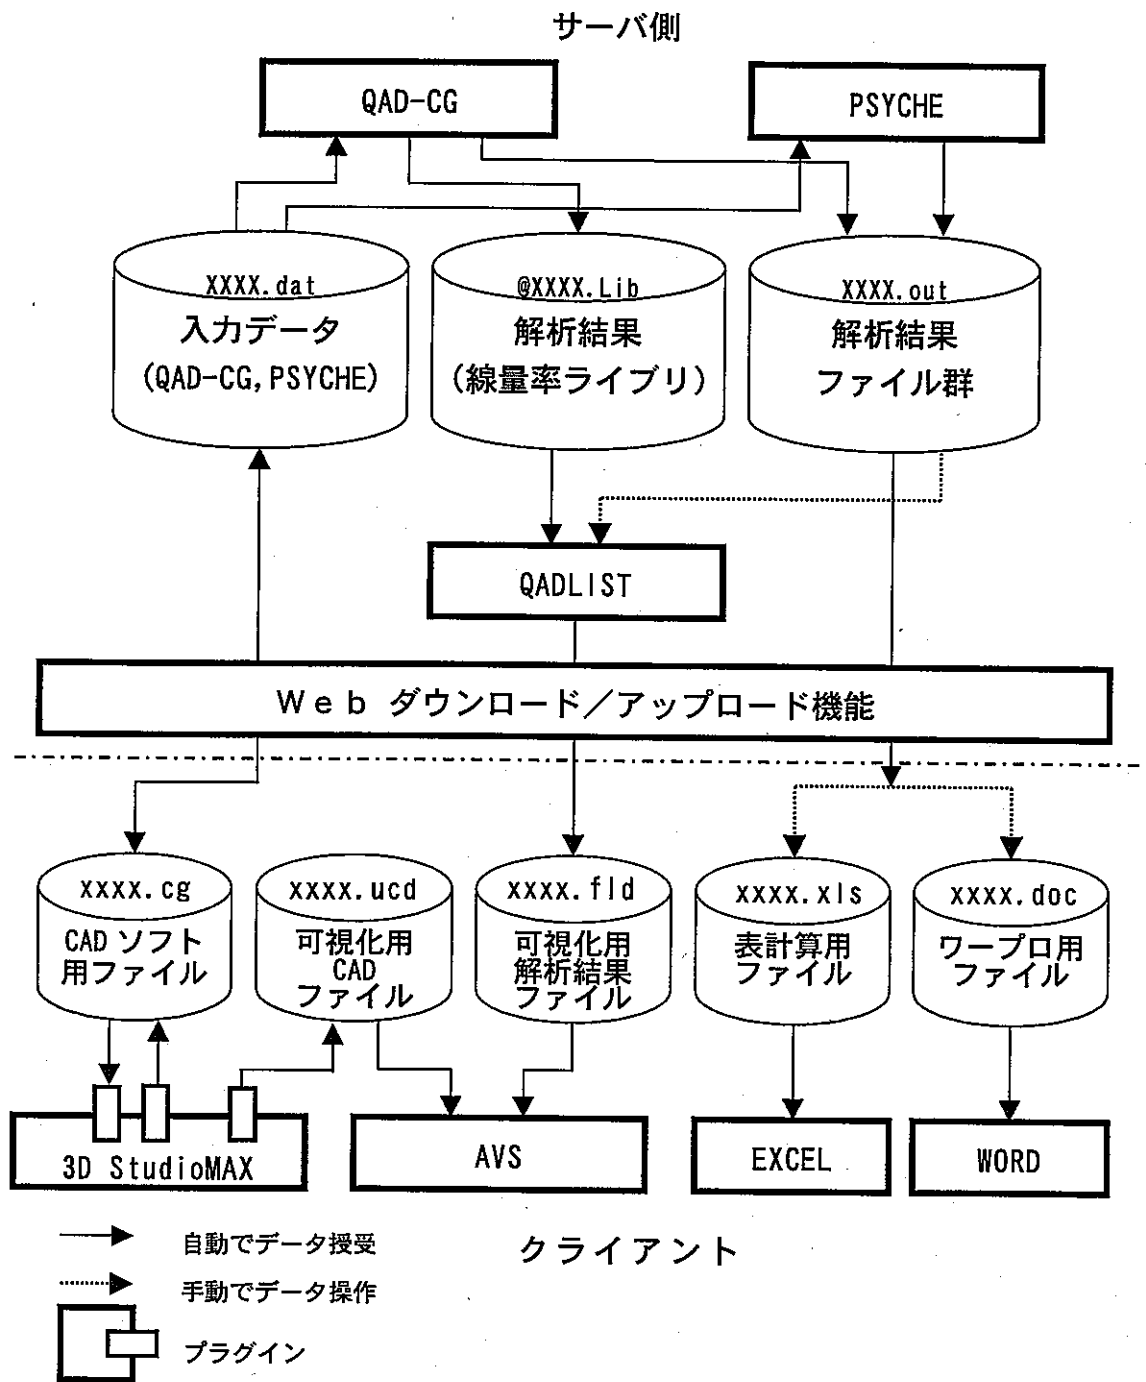 サーバ側
QAD-CG
PSYCHE
XXXX.dat
入力データ
(QAD-CG,PSYCHE)
@XXXX.Lib
解析結果
(線量率ライブリ)
XXXX.out
解析結果
ファイル群
QADLIST
Web ダウンロード/アップロード機能
xxxx.cg
CAD ソフト
用ファイル
xxxx.ucd
可視化用
CAD
ファイル
xxxx.fld
可視化用
解析結果
ファイル
xxxx.xls
表計算用
ファイル
xxxx.doc
ワープロ用
ファイル
3D StudioMAX
AVS
EXCEL
WORD
自動でデータ授受
クライアント
手動でデータ操作
プラグイン